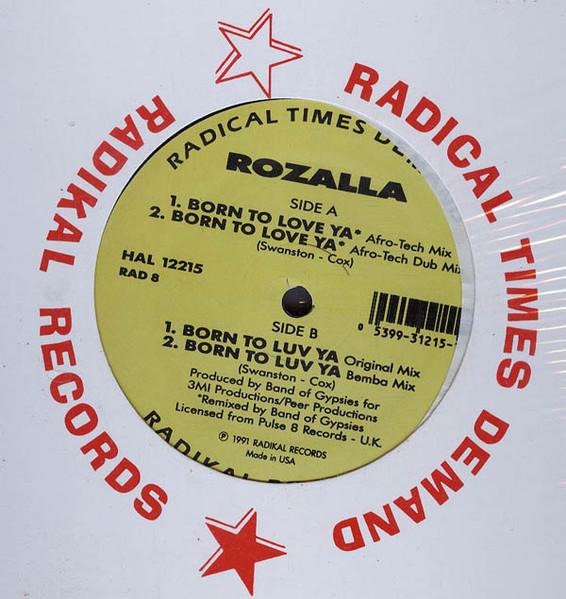 RADICAL TIMES DEMAND
RADIKAL RECORDS
RADICAL TIMES
ROZALLA
SIDE A
1. BORN TO LOVE YA* Afro-Tech Mix
2. BORN TO LOVE YA* Afro-Tech Dub Mix
(Swanston - Cox)
HAL 12215
RAD 8
0 5399-31215-
SIDE B
1. BORN TO LUV YA Original Mix
2. BORN TO LUV YA Bemba Mix
(Swanston - Cox)
Produced by Band of Gypsies for
3MI Productions/Peer Productions
*Remixed by Band of Gypsies
Licensed from Pulse 8 Records - U.K.
℗ 1991 RADIKAL RECORDS
Made in USA
RADIKAL